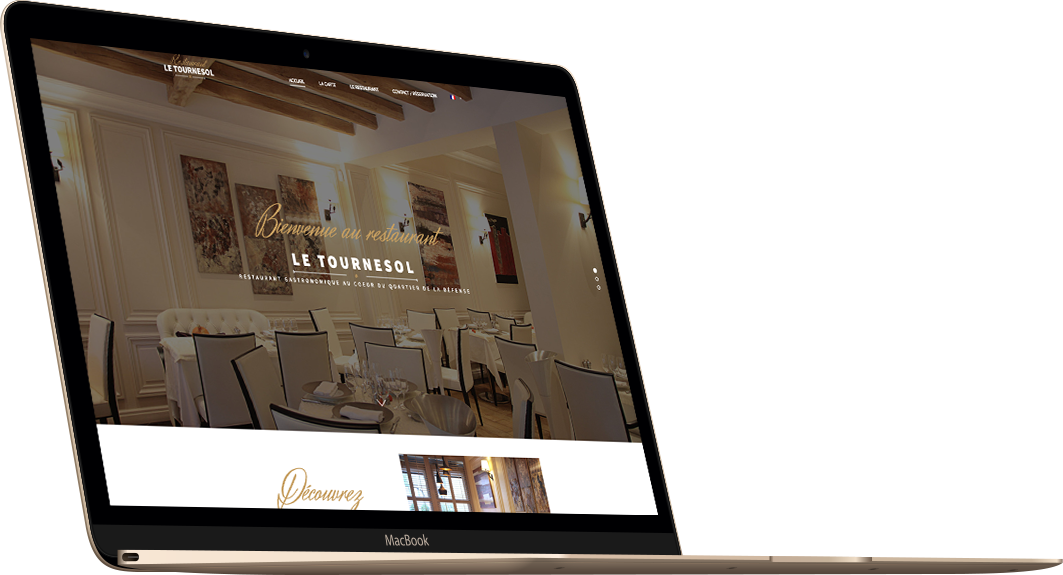 Restaurant
LE TOURNESOL
ACCUEIL
LA CARTE
LE RESTAURANT
CONTACT / RÉSERVATION
Bienvenue au restaurant
LE TOURNESOL
RESTAURANT GASTRONOMIQUE AU COEUR DU QUARTIER DE LA DÉFENSE
Découvrez
MacBook